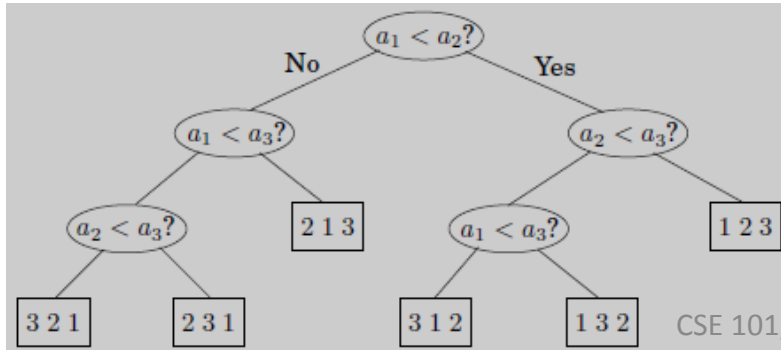 a₁ < a₂?
No Yes
a₁ < a₃? a₂ < a₃?
a₂ < a₃? 2 1 3 a₁ < a₃? 1 2 3
3 2 1 2 3 1 3 1 2 1 3 2 CSE 101